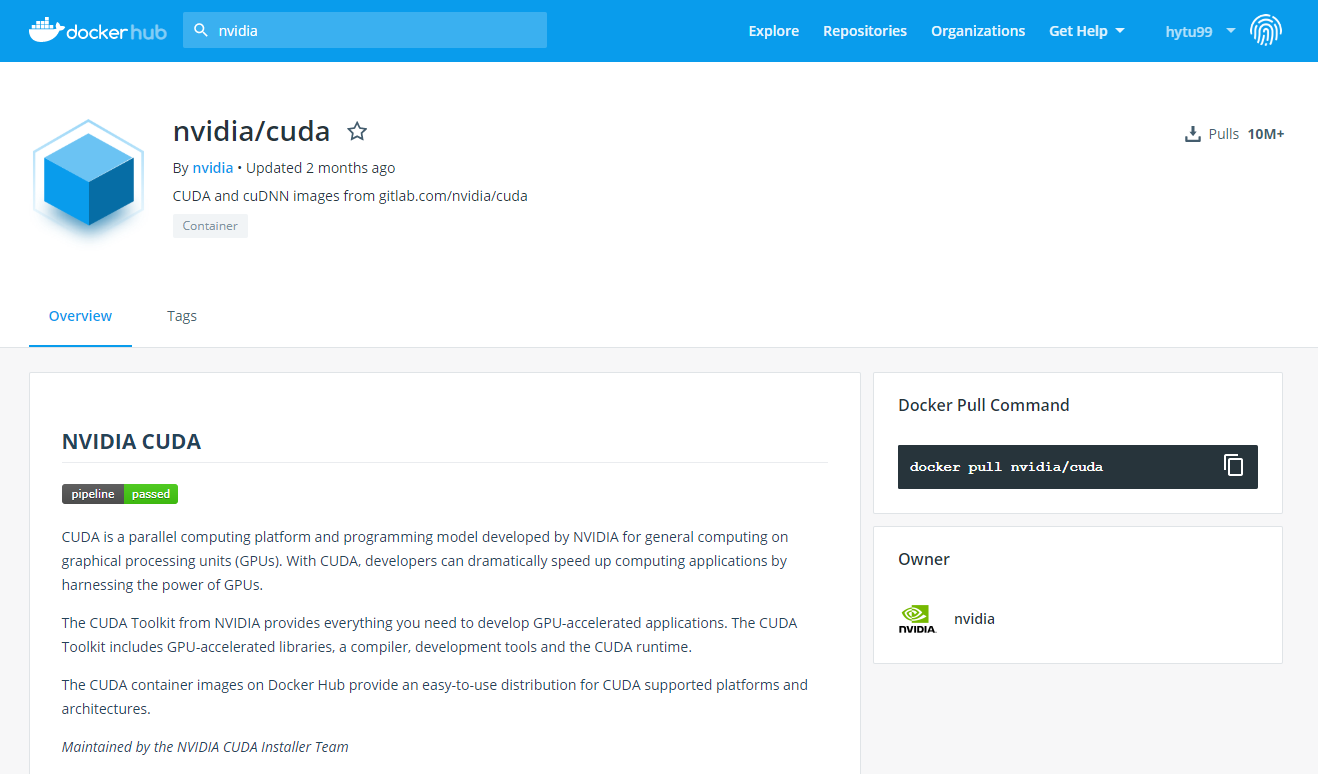 docker hub
nvidia
Explore
Repositories
Organizations
Get Help
hytu99
nvidia/cuda
Pulls 10M+
By nvidia • Updated 2 months ago
CUDA and cuDNN images from gitlab.com/nvidia/cuda
Container
Overview
Tags
NVIDIA CUDA
pipeline passed
CUDA is a parallel computing platform and programming model developed by NVIDIA for general computing on
graphical processing units (GPUs). With CUDA, developers can dramatically speed up computing applications by
harnessing the power of GPUs.
The CUDA Toolkit from NVIDIA provides everything you need to develop GPU-accelerated applications. The CUDA
Toolkit includes GPU-accelerated libraries, a compiler, development tools and the CUDA runtime.
The CUDA container images on Docker Hub provide an easy-to-use distribution for CUDA supported platforms and
architectures.
Maintained by the NVIDIA CUDA Installer Team
Docker Pull Command
docker pull nvidia/cuda
Owner
NVIDIA.
nvidia